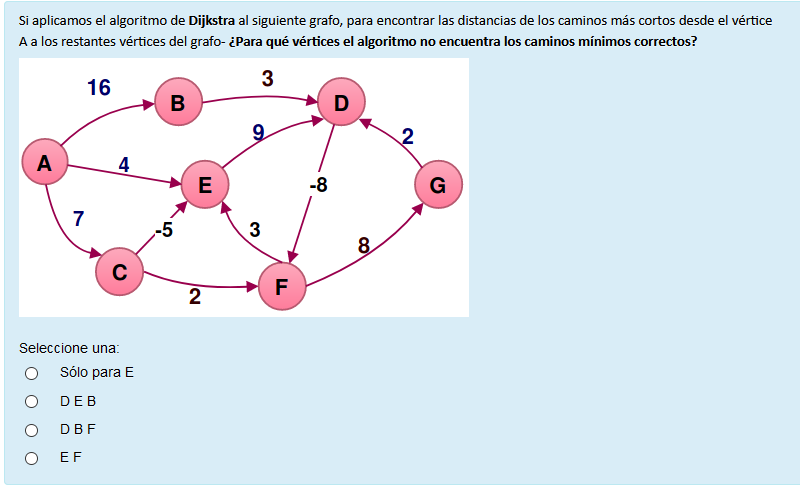 Si aplicamos el algoritmo de Dijkstra al siguiente grafo, para encontrar las distancias de los caminos más cortos desde el vértice
A a los restantes vértices del grafo- ¿Para qué vértices el algoritmo no encuentra los caminos mínimos correctos?
16
3
B
D
9
2
A
4
E
-8
G
7
-5
3
8
C
F
2
Seleccione una:
Sólo para E
D E B
D B F
E F